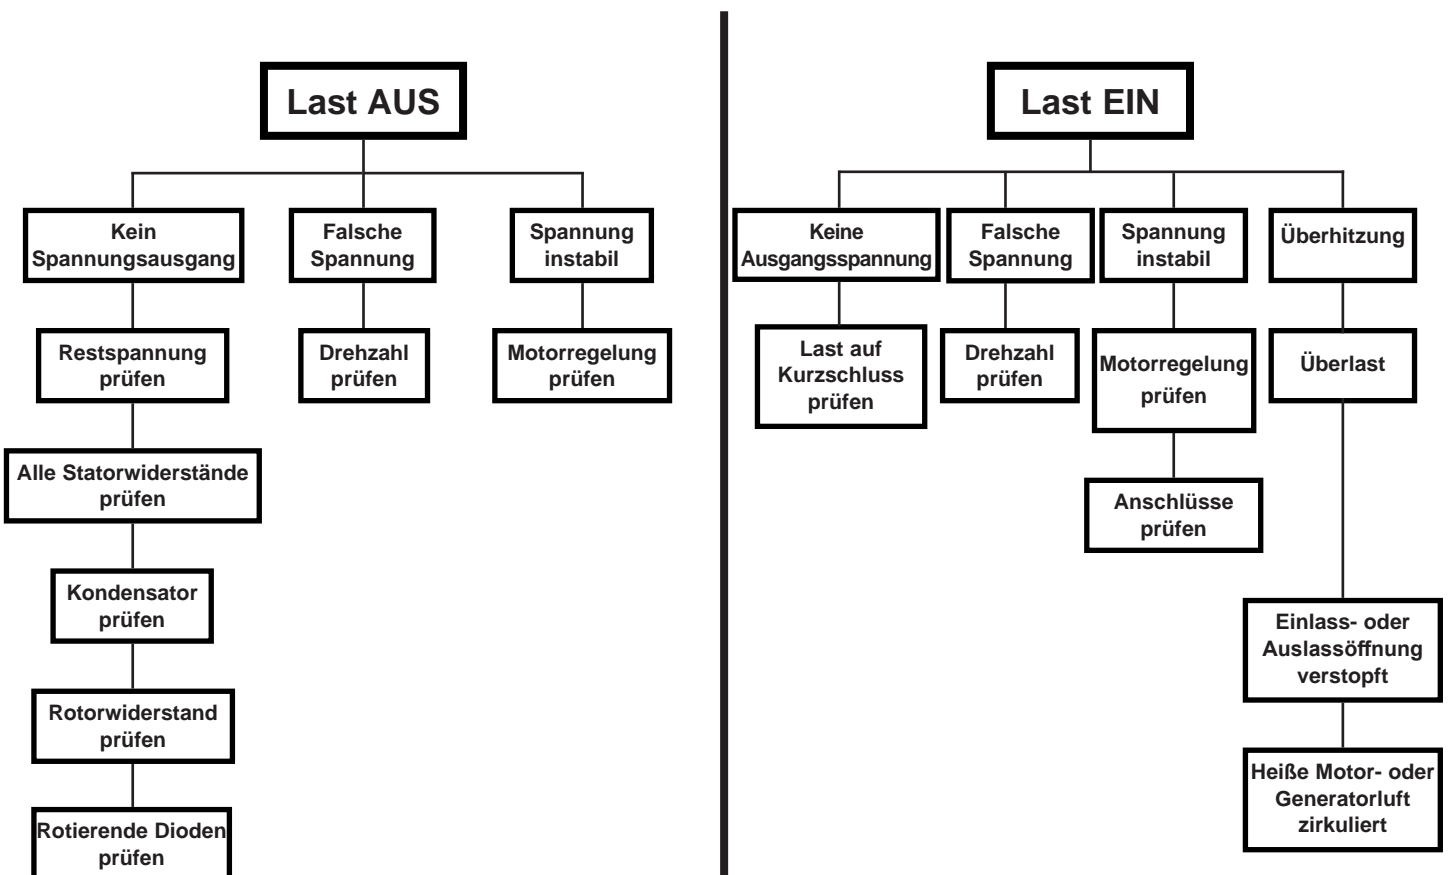 Last AUS
Kein
Spannungsausgang
Falsche
Spannung
Spannung
instabil
Restspannung
prüfen
Drehzahl
prüfen
Motorregelung
prüfen
Alle Statorwiderstände
prüfen
Kondensator
prüfen
Rotorwiderstand
prüfen
Rotierende Dioden
prüfen
Last EIN
Keine
Ausgangsspannung
Falsche
Spannung
Spannung
instabil
Überhitzung
Last auf
Kurzschluss
prüfen
Drehzahl
prüfen
Motorregelung
prüfen
Überlast
Anschlüsse
prüfen
Einlass- oder
Auslassöffnung
verstopft
Heiße Motor- oder
Generatorluft
zirkuliert